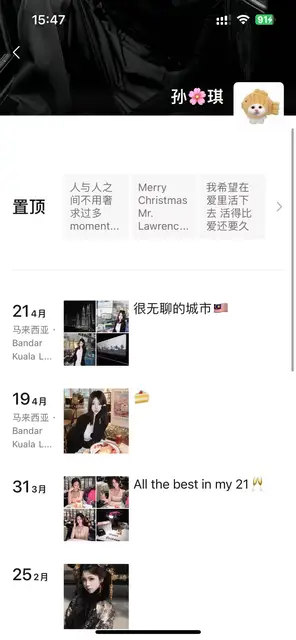 15:47
91
孙🌸琪
置顶
人与人之
间不用奢
求过多
moment...
Merry
Christmas
Mr.
Lawrenc...
我希望在
爱里活下
去 活得比
爱还要久
21 4月
很无聊的城市🇲🇾
马来西亚 ·
Bandar
Kuala L...
19 4月
🍰
马来西亚 ·
Bandar
Kuala L...
31 3月
All the best in my 21🥂
25 2月